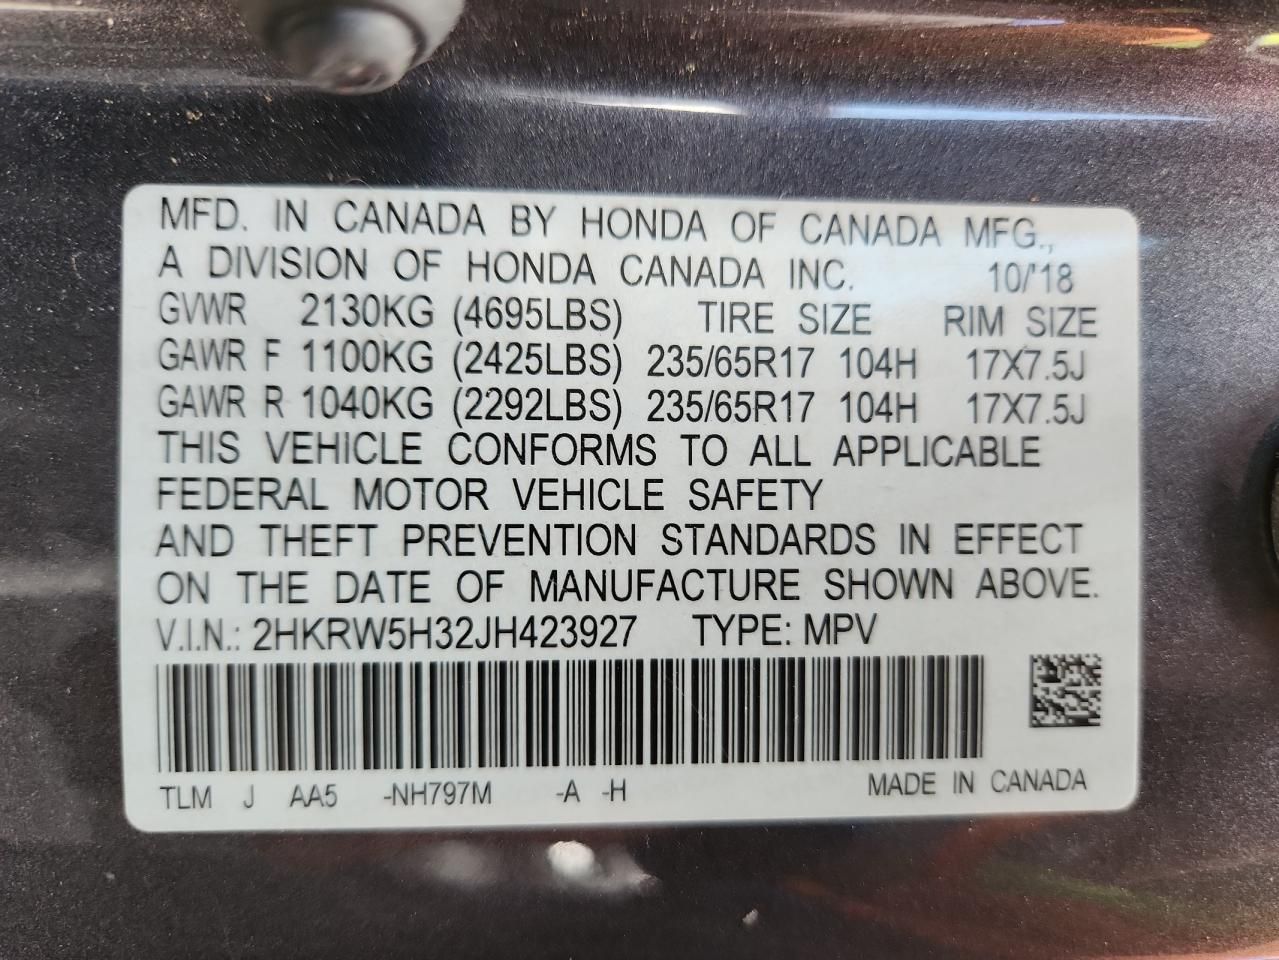 MFD. IN CANADA BY HONDA OF CANADA MFG.,
A DIVISION OF HONDA CANADA INC. 10/'18
GVWR 2130KG (4695LBS) TIRE SIZE RIM SIZE
GAWR F 1100KG (2425LBS) 235/65R17 104H 17X7.5J
GAWR R 1040KG (2292LBS) 235/65R17 104H 17X7.5J
THIS VEHICLE CONFORMS TO ALL APPLICABLE
FEDERAL MOTOR VEHICLE SAFETY
AND THEFT PREVENTION STANDARDS IN EFFECT
ON THE DATE OF MANUFACTURE SHOWN ABOVE.
V.I.N.: 2HKRW5H32JH423927 TYPE: MPV
TLM J AA5 -NH797M -A -H MADE IN CANADA